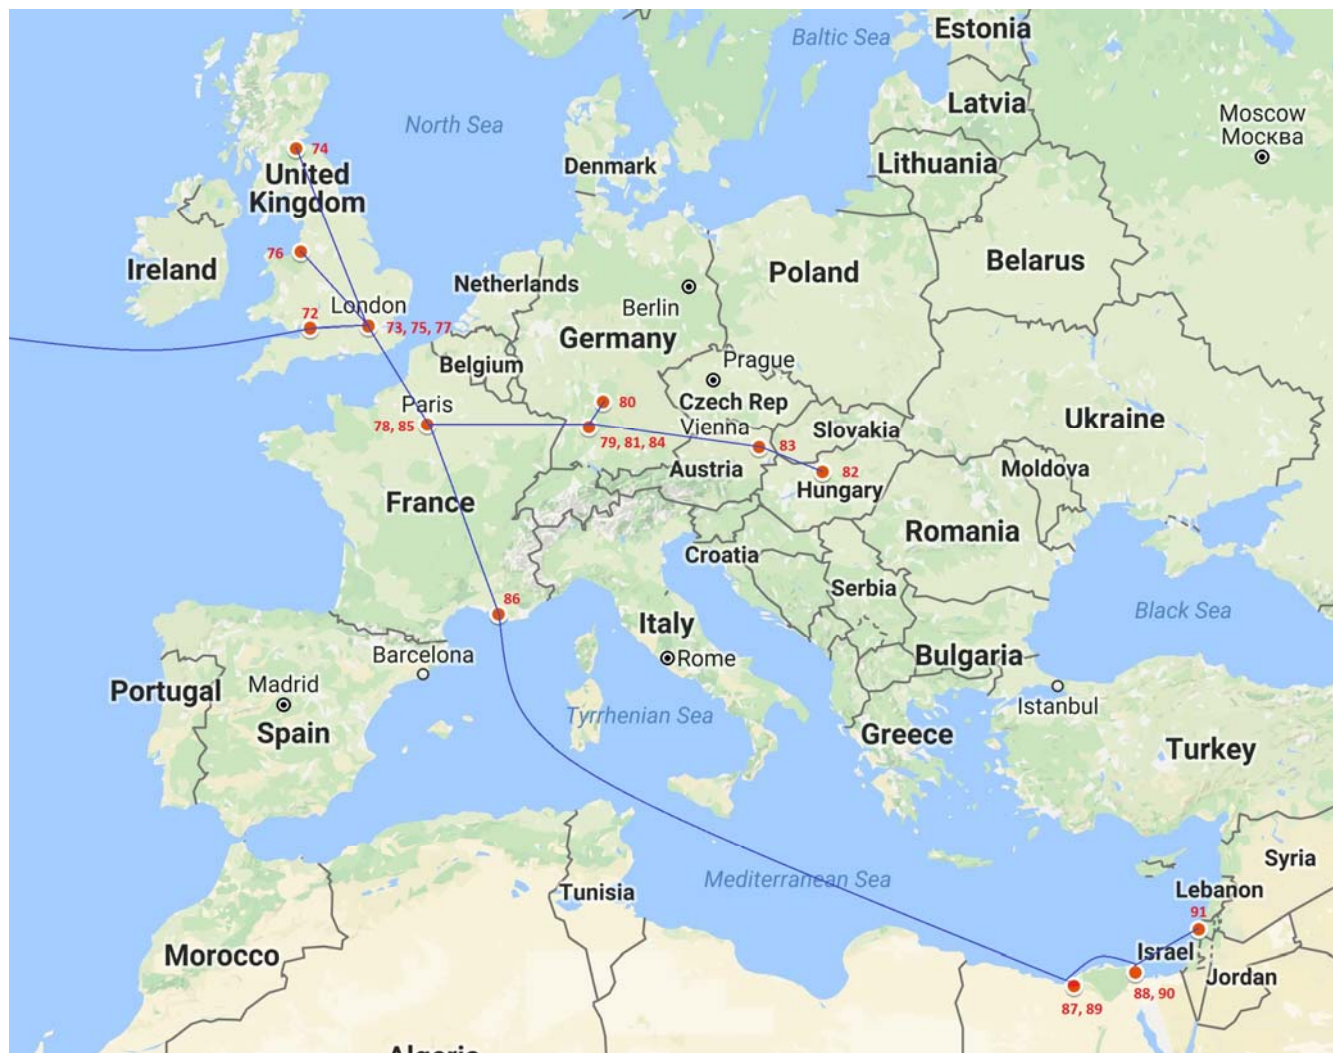 Estonia
Baltic Sea
Latvia
Moscow
Москва
North Sea
74
Denmark
Lithuania
United
Kingdom
76
Ireland
Belarus
Poland
Netherlands
London
Berlin
72
73, 75, 77
Germany
Belgium
Prague
Paris
80
Czech Rep
78, 85
79, 81, 84
Vienna
Slovakia
Ukraine
83
Austria
82
Moldova
Hungary
France
Romania
Croatia
Serbia
86
Black Sea
Italy
Barcelona
Rome
Bulgaria
Portugal
Madrid
Istanbul
Tyrrhenian Sea
Spain
Greece
Turkey
Syria
Mediterranean Sea
Lebanon
Tunisia
91
Morocco
Israel
Jordan
88, 90
87, 89
Algeria